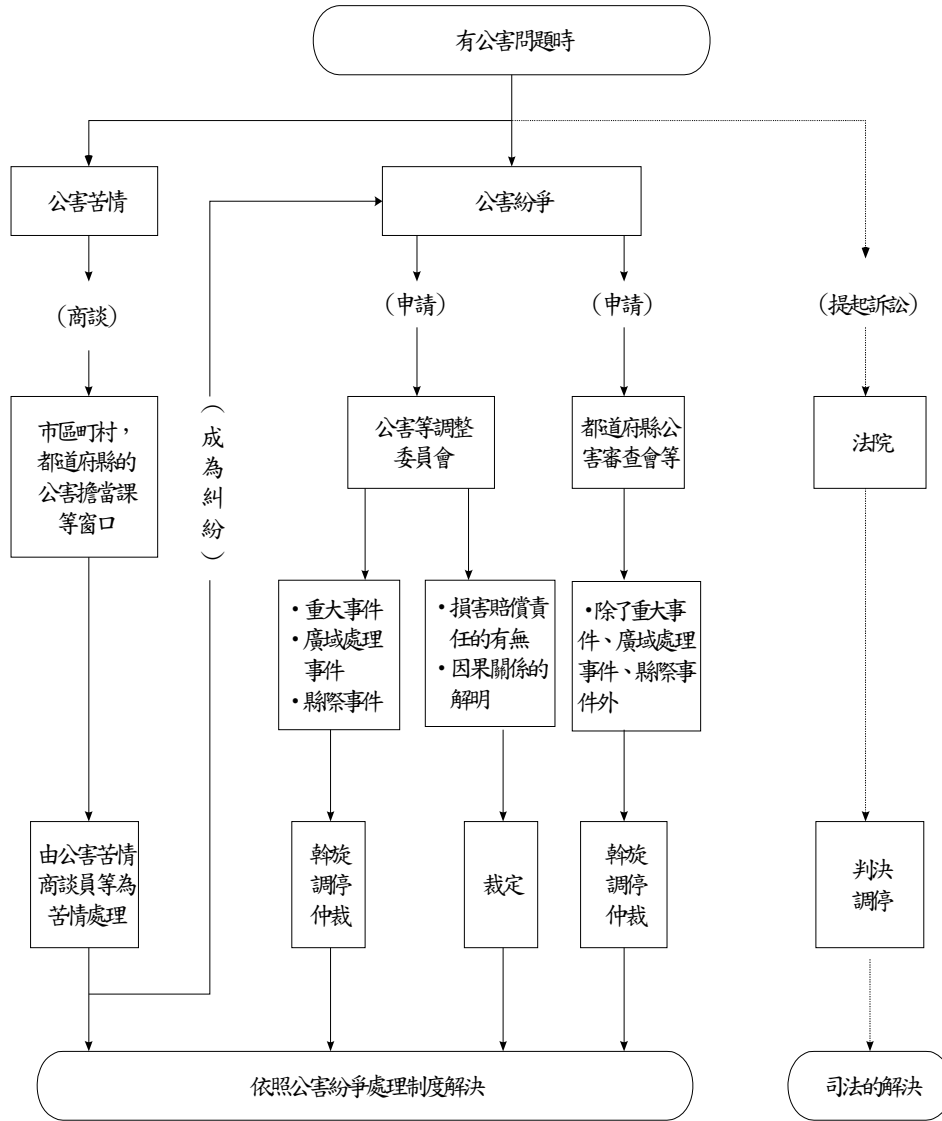 有公害問題時
公害苦情
公害紛爭
（商談）
（申請）
（申請）
（提起訴訟）
市區町村，
都道府縣的
公害擔當課
等窗口
（成為糾紛）
公害等調整
委員會
都道府縣公
害審查會等
法院
・重大事件
・廣域處理
事件
・縣際事件
・損害賠償責
任的有無
・因果關係的
解明
・除了重大事
件、廣域處理
事件、縣際事
件外
由公害苦情
商談員等為
苦情處理
斡旋
調停
仲裁
裁定
斡旋
調停
仲裁
判決
調停
依照公害紛爭處理制度解決
司法的解決